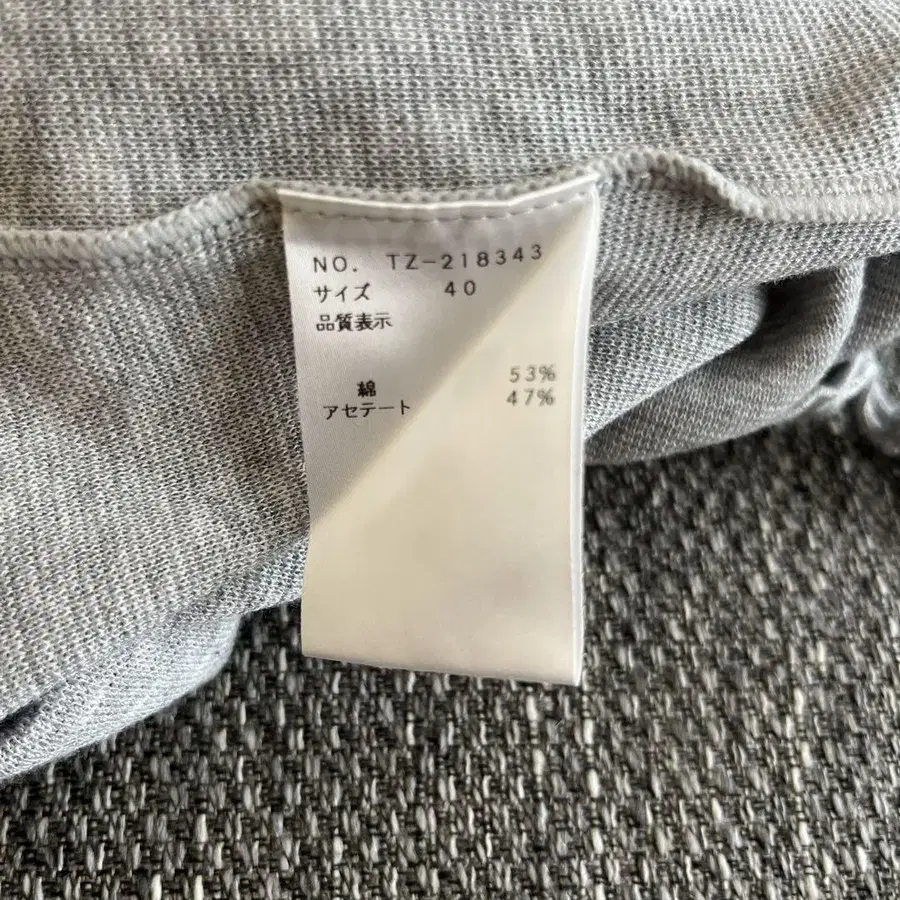 NO. TZ-218343
サイズ 40
品質表示
綿 53%
アセテート 47%